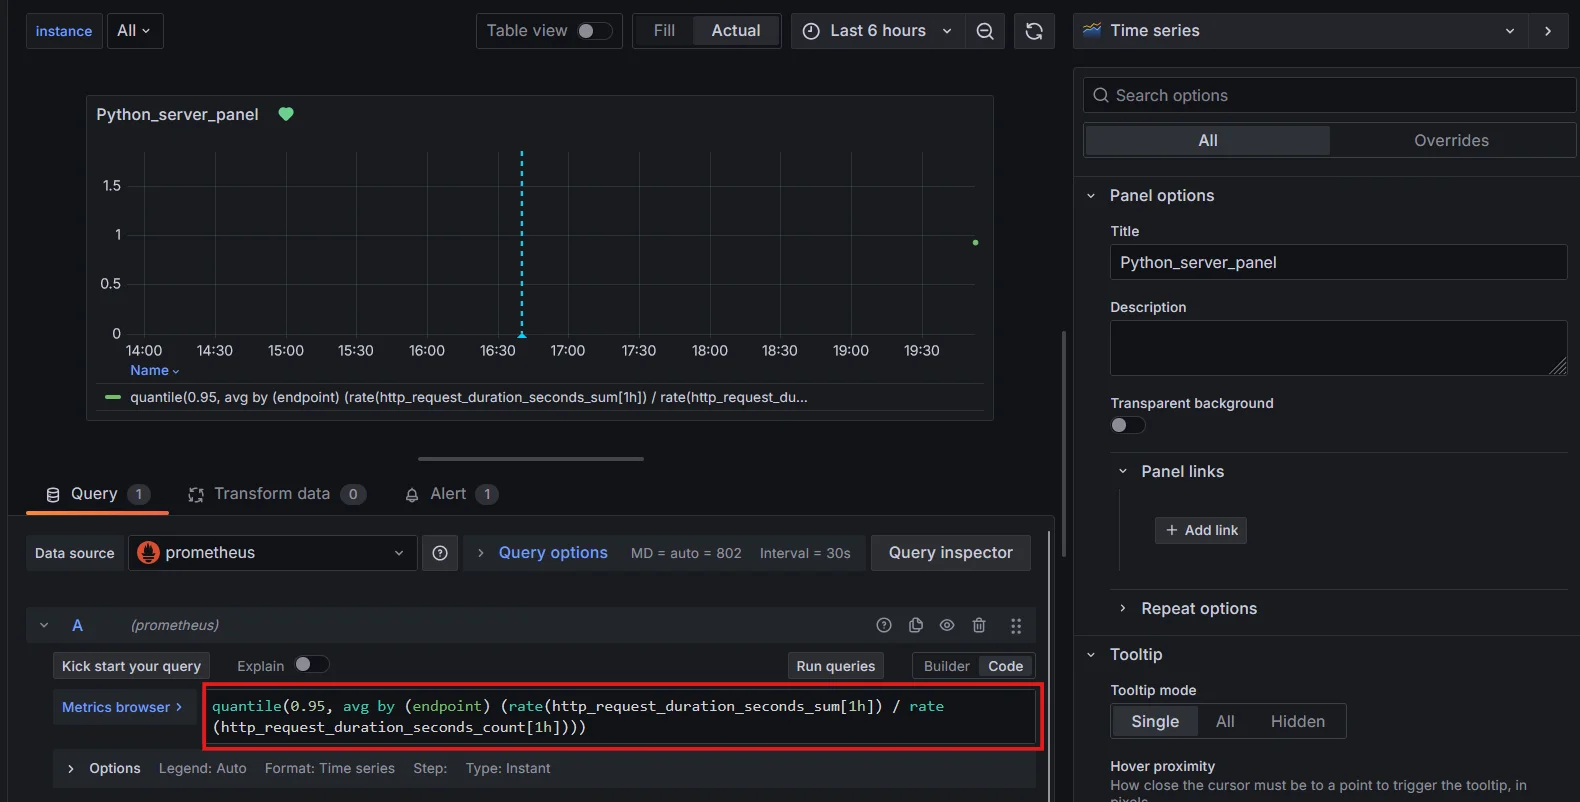 instance All Table view Fill Actual Last 6 hours Time series
Search options
All Overrides
Python_server_panel
1.5
1
0.5
0
14:00 14:30 15:00 15:30 16:00 16:30 17:00 17:30 18:00 18:30 19:00 19:30
Name
quantile(0.95, avg by (endpoint) (rate(http_request_duration_seconds_sum[1h]) / rate(http_request_du...
Panel options
Title
Python_server_panel
Description
Transparent background
Panel links
+ Add link
Repeat options
Tooltip
Tooltip mode
Single All Hidden
Hover proximity
How close the cursor must be to a point to trigger the tooltip, in
pixels
Query 1 Transform data 0 Alert 1
Data source prometheus Query options MD = auto = 802 Interval = 30s Query inspector
A (prometheus)
Kick start your query Explain Run queries Builder Code
Metrics browser >
quantile(0.95, avg by (endpoint) (rate(http_request_duration_seconds_sum[1h]) / rate
(http_request_duration_seconds_count[1h])))
Options Legend: Auto Format: Time series Step: Type: Instant